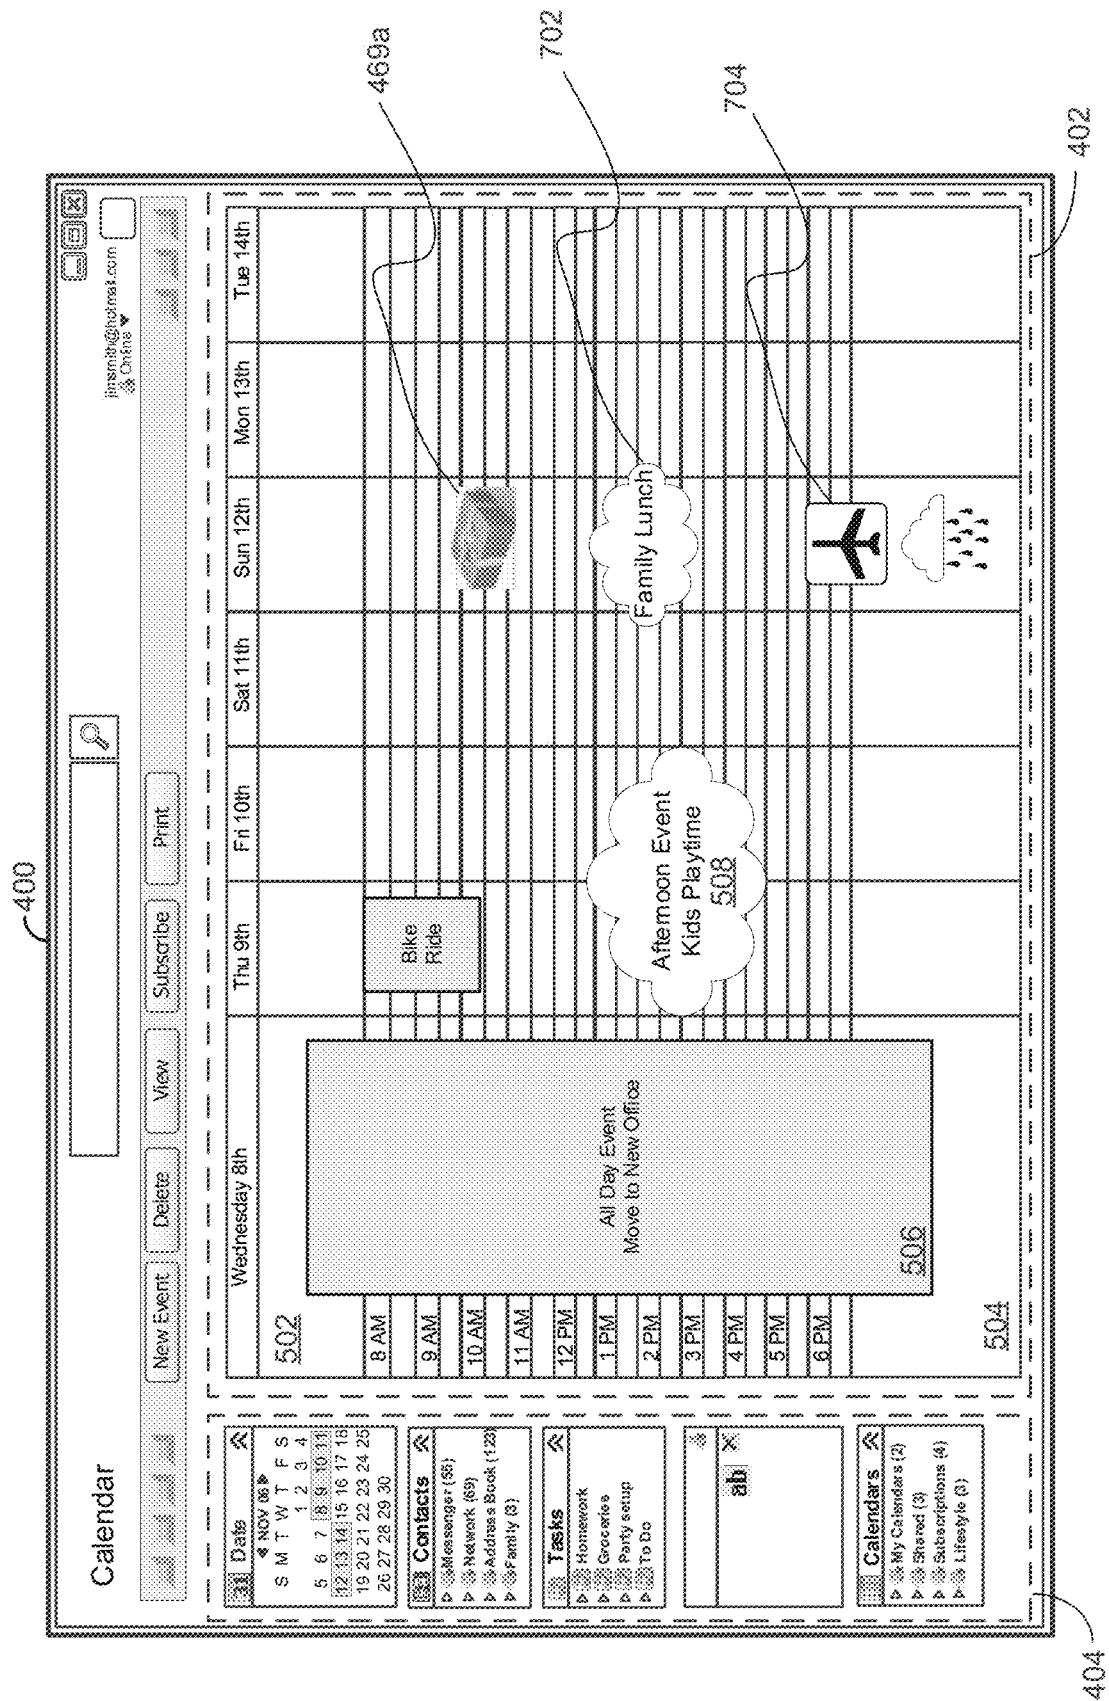 400
Calendar
jimsmith@hotmail.com
Online
New Event
Delete
View
Subscribe
Print
31 Date
NOV 06
S M T W T F S
1 2 3 4
5 6 7 8 9 10 11
12 13 14 15 16 17 18
19 20 21 22 23 24 25
26 27 28 29 30
Contacts
Messenger (55)
Network (69)
Address Book (123)
Family (3)
Tasks
Homework
Groceries
Party setup
To Do
ab
Calendars
My Calendars (2)
Shared (3)
Subscriptions (4)
Lifestyle (3)
Wednesday 8th
Thu 9th
Fri 10th
Sat 11th
Sun 12th
Mon 13th
Tue 14th
502
8 AM
9 AM
10 AM
11 AM
12 PM
1 PM
2 PM
3 PM
4 PM
5 PM
6 PM
504
All Day Event
Move to New Office
506
Bike
Ride
Afternoon Event
Kids Playtime
508
Family Lunch
469a
702
704
402
404